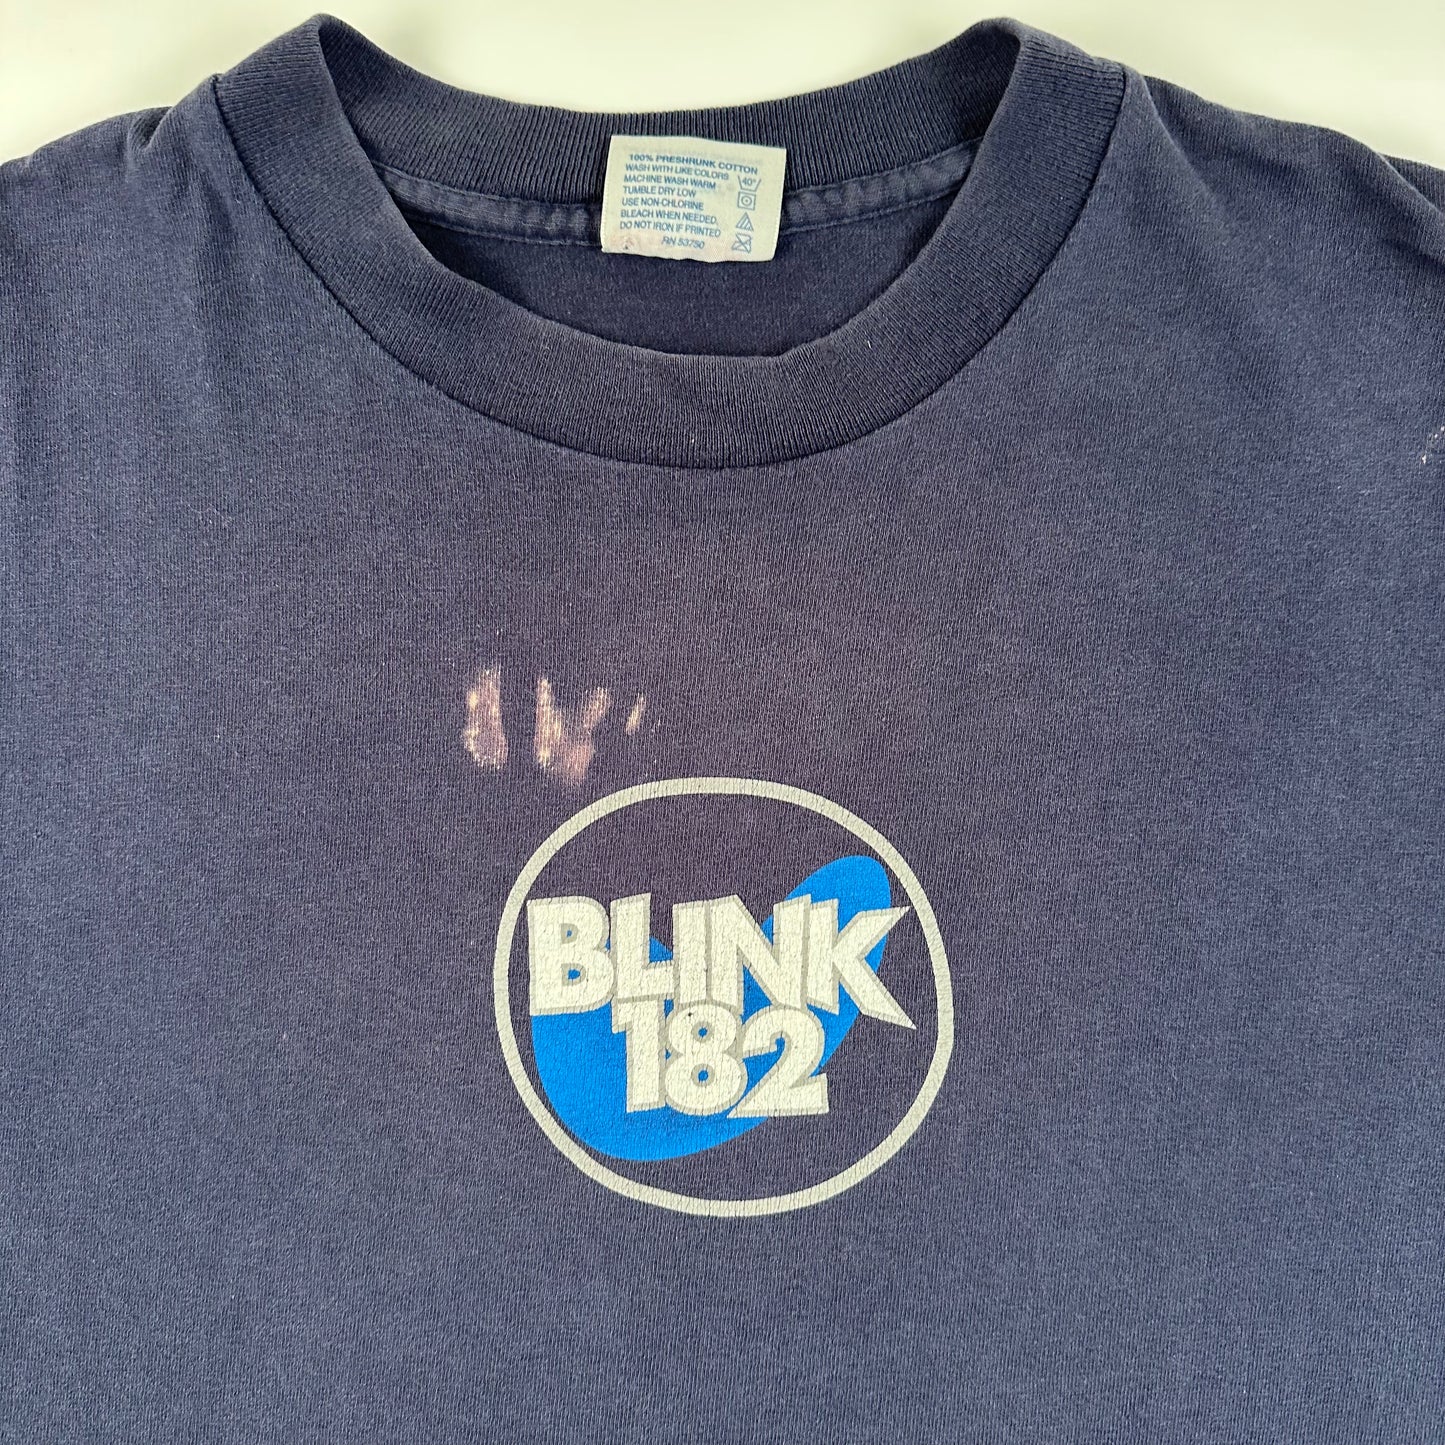 100% PRESHRUNK COTTON
WASH WITH LIKE COLORS
MACHINE WASH WARM
TUMBLE DRY LOW
USE NON-CHLORINE
BLEACH WHEN NEEDED.
DO NOT IRON IF PRINTED
RN 53750
40°
BLINK
182